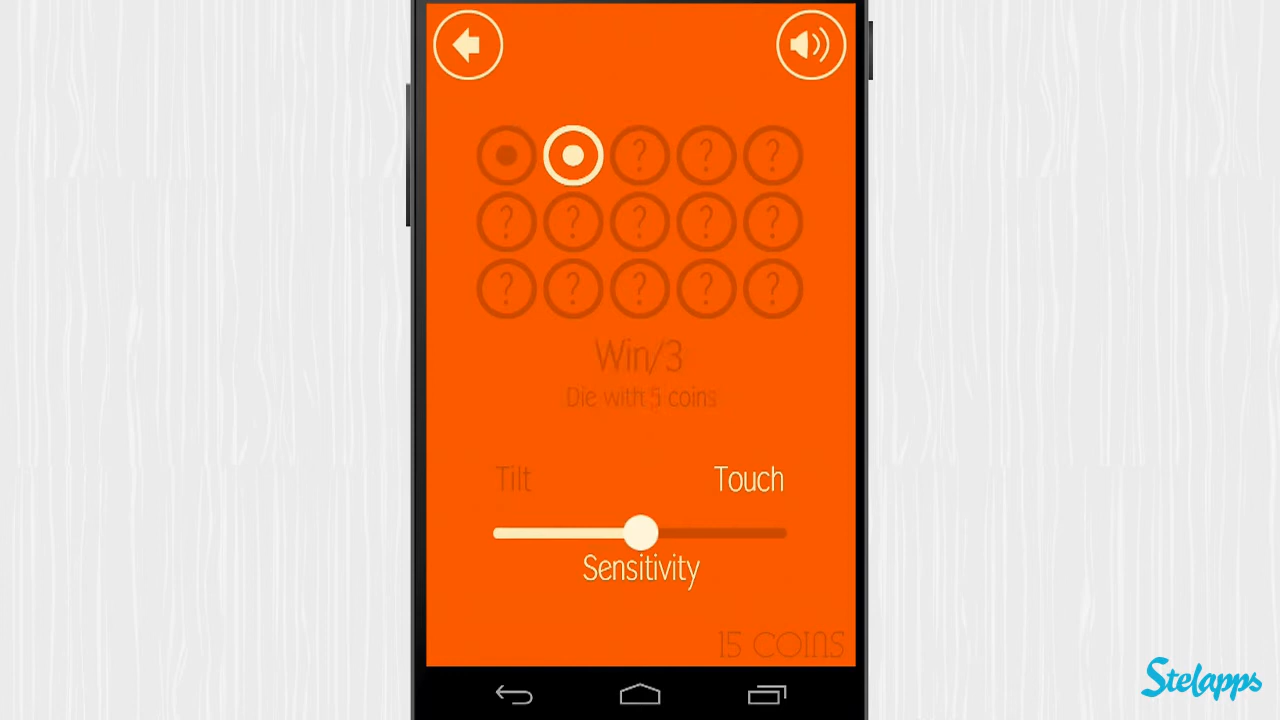 ? ? ?
? ? ? ? ?
? ? ? ? ?
Win/3
Die with 5 coins
Tilt Touch
Sensitivity
15 COINS
Stelapps